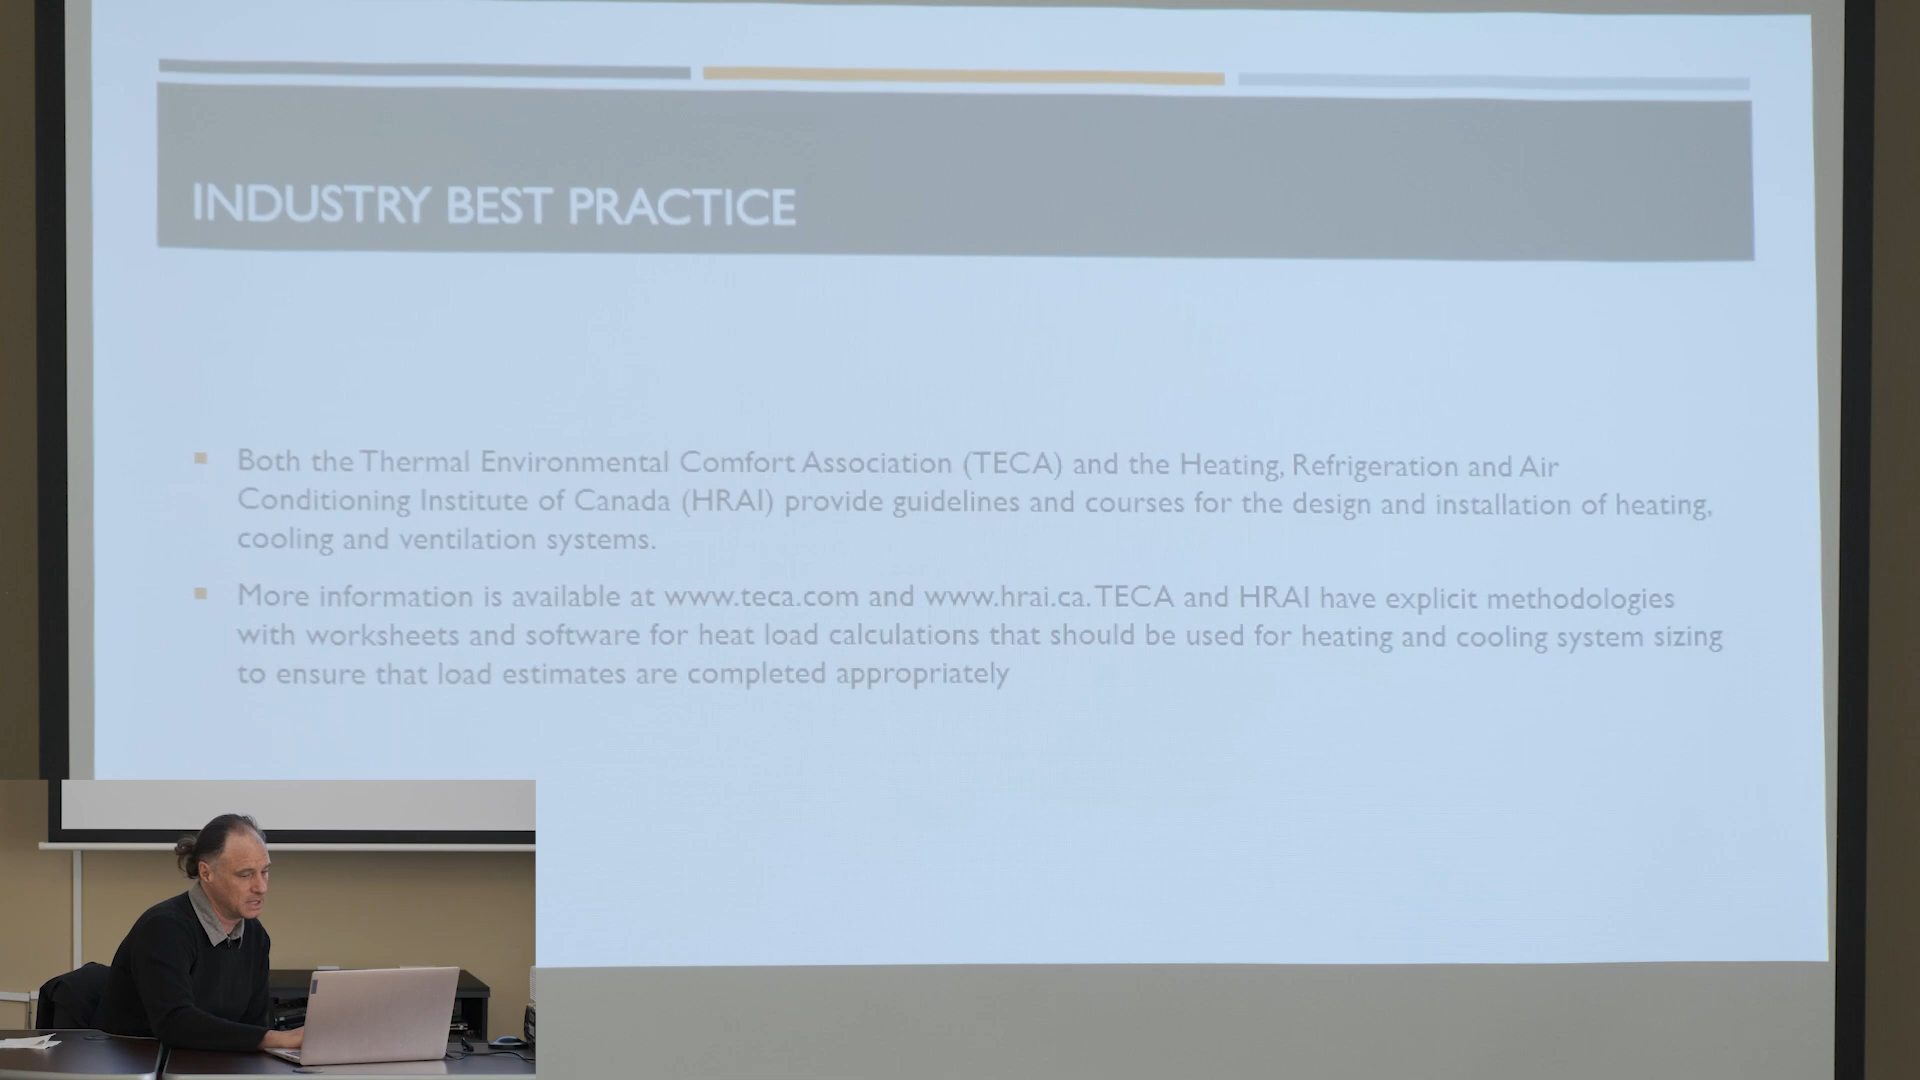 INDUSTRY BEST PRACTICE
Both the Thermal Environmental Comfort Association (TECA) and the Heating, Refrigeration and Air
Conditioning Institute of Canada (HRAI) provide guidelines and courses for the design and installation of heating,
cooling and ventilation systems.
More information is available at www.teca.com and www.hrai.ca. TECA and HRAI have explicit methodologies
with worksheets and software for heat load calculations that should be used for heating and cooling system sizing
to ensure that load estimates are completed appropriately